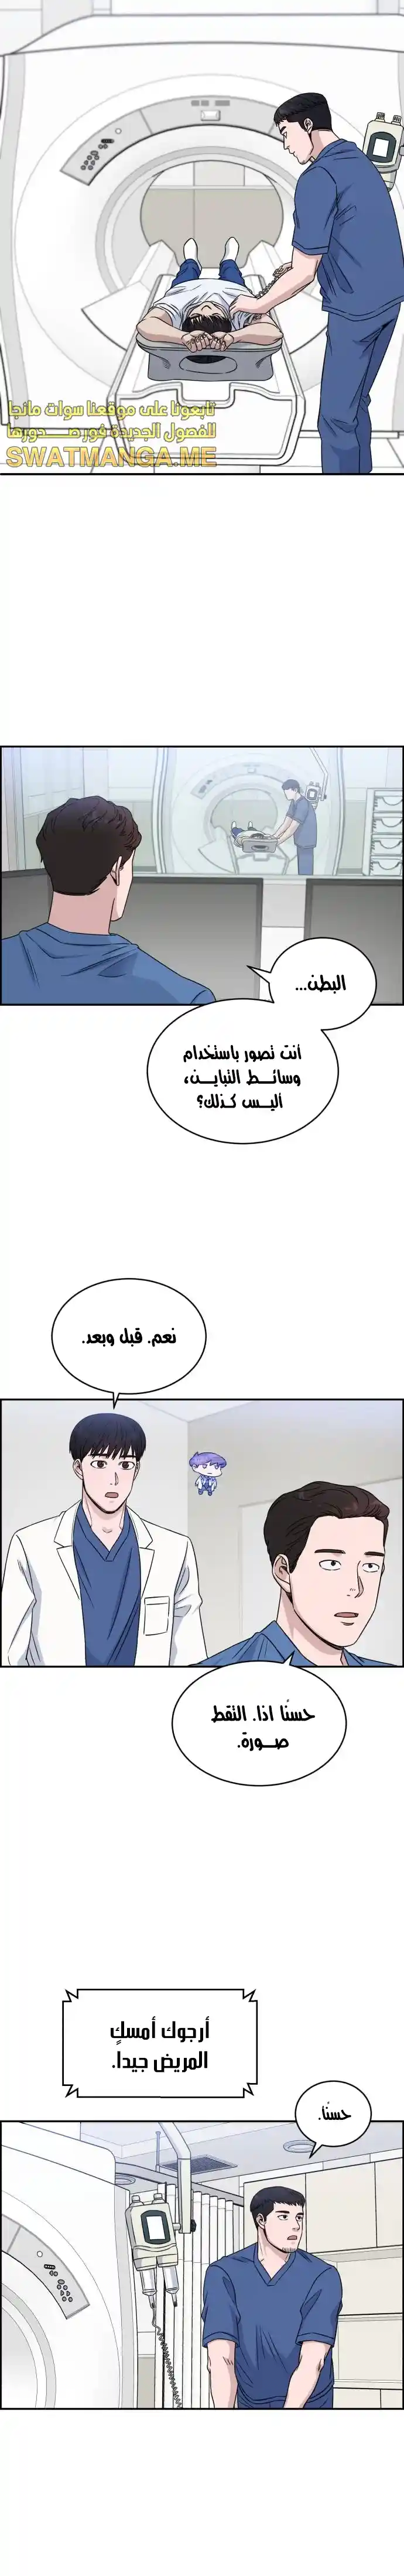 تابعونا على موقعنا سوات مانجا
للفصول الجديدة فور صدورها
SWATMANGA.ME
البطن...
أنت تصور باستخدام
وسائط التباين،
أليس كذلك؟
نعم. قبل وبعد.
حسنًا اذا. التقط
صورة.
أرجوك أمسك
المريض جيداً.
حسنًا.